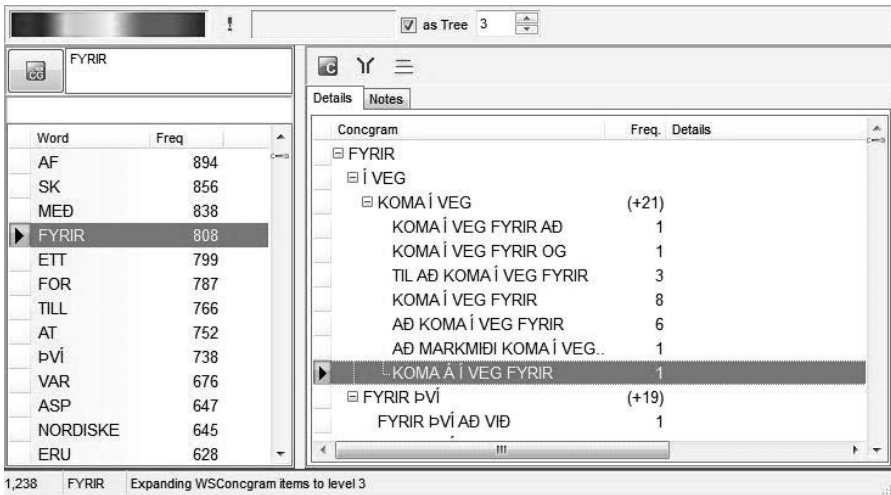 ! as Tree 3
CG FYRIR
C
Details Notes
Word Freq
AF 894
SK 856
MEÐ 838
FYRIR 808
ETT 799
FOR 787
TILL 766
AT 752
ÞVÍ 738
VAR 676
ASP 647
NORDISKE 645
ERU 628
Concgram Freq. Details
FYRIR
Í VEG
KOMA Í VEG (+21)
KOMA Í VEG FYRIR AÐ 1
KOMA Í VEG FYRIR OG 1
TIL AÐ KOMA Í VEG FYRIR 3
KOMA Í VEG FYRIR 8
AÐ KOMA Í VEG FYRIR 6
AÐ MARKMIÐI KOMA Í VEG.. 1
KOMA Á Í VEG FYRIR 1
FYRIR ÞVÍ (+19)
FYRIR ÞVÍ AÐ VIÐ 1
1,238 FYRIR Expanding WSConcgram items to level 3